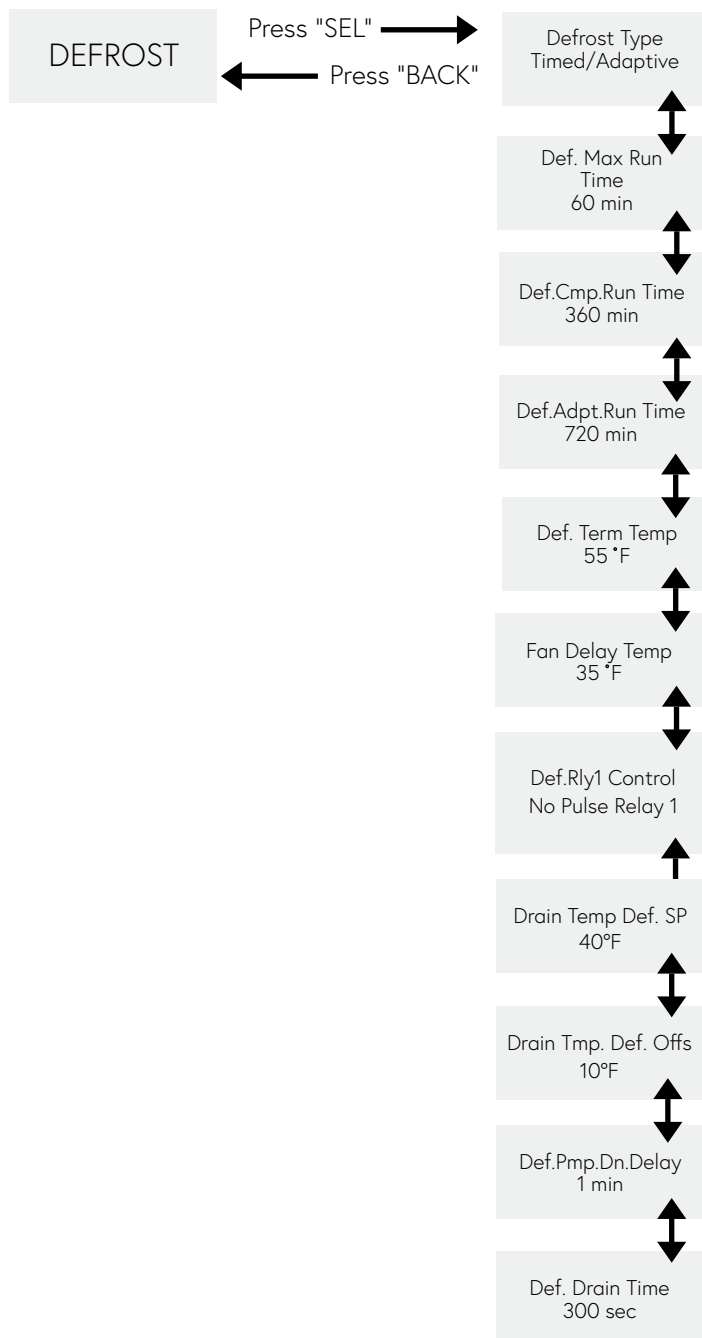 DEFROST
Press "SEL"
Press "BACK"
Defrost Type
Timed/Adaptive
Def. Max Run
Time
60 min
Def.Cmp.Run Time
360 min
Def.Adpt.Run Time
720 min
Def. Term Temp
55 °F
Fan Delay Temp
35 °F
Def.Rly1 Control
No Pulse Relay 1
Drain Temp Def. SP
40°F
Drain Tmp. Def. Offs
10°F
Def.Pmp.Dn.Delay
1 min
Def. Drain Time
300 sec